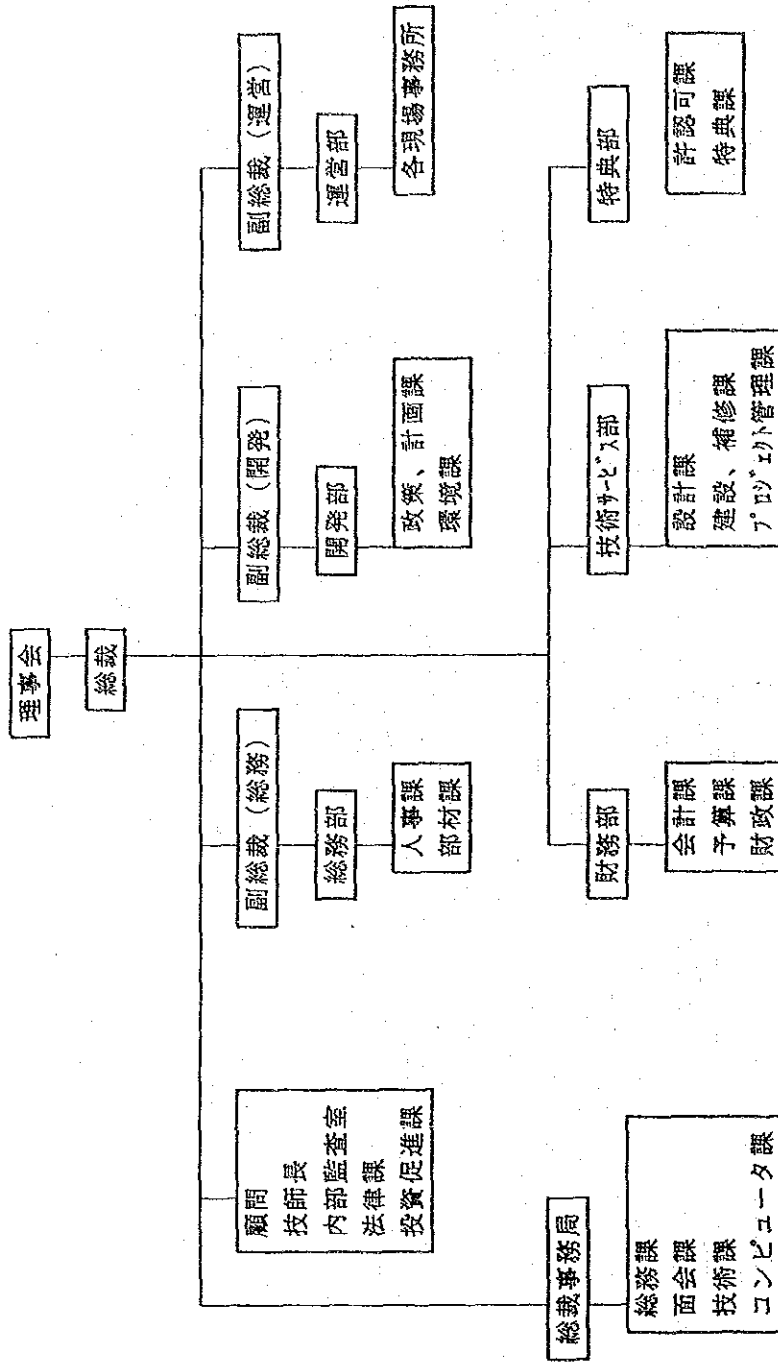 理事会
総裁
顧問
技師長
内部監査室
法律課
投資促進課
副総裁（総務）
総務部
人事課
部材課
副総裁（開発）
開発部
政策、計画課
環境課
副総裁（運営）
運営部
各現場事務所
総裁事務局
総務課
面会課
技術課
コンピュータ課
財務部
会計課
予算課
財政課
技術サービス部
設計課
建設、補修課
プロジェクト管理課
特典部
許認可課
特典課